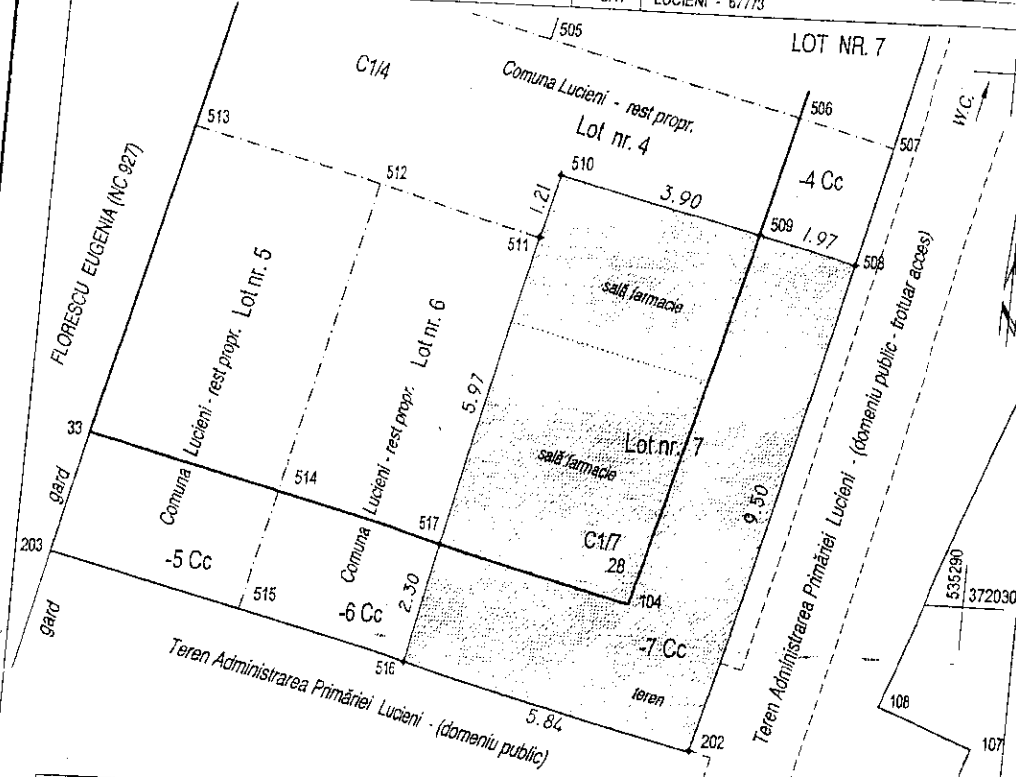 LUCIENI - 67773
505
LOT NR. 7
C1/4
Comuna Lucieni - rest propr.
Lot nr. 4
506
W.C.
513
507
512
510
3.90
-4 Cc
1.21
511
509
1.97
508
FLORESCU EUGENIA (NC 927)
sală farmacie
Lot nr. 5
Comuna Lucieni - rest propr.
Lot nr. 6
Comuna Lucieni - rest propr.
5.97
Lot nr. 7
sală farmacie
9.50
Teren Administrarea Primăriei Lucieni - (domeniu public - trotuar acces)
33
gard
514
517
C1/7
28
104
203
-5 Cc
515
-6 Cc
2.30
516
-7 Cc
teren
gard
Teren Administrarea Primăriei Lucieni - (domeniu public)
5.84
202
535290
372030
108
107